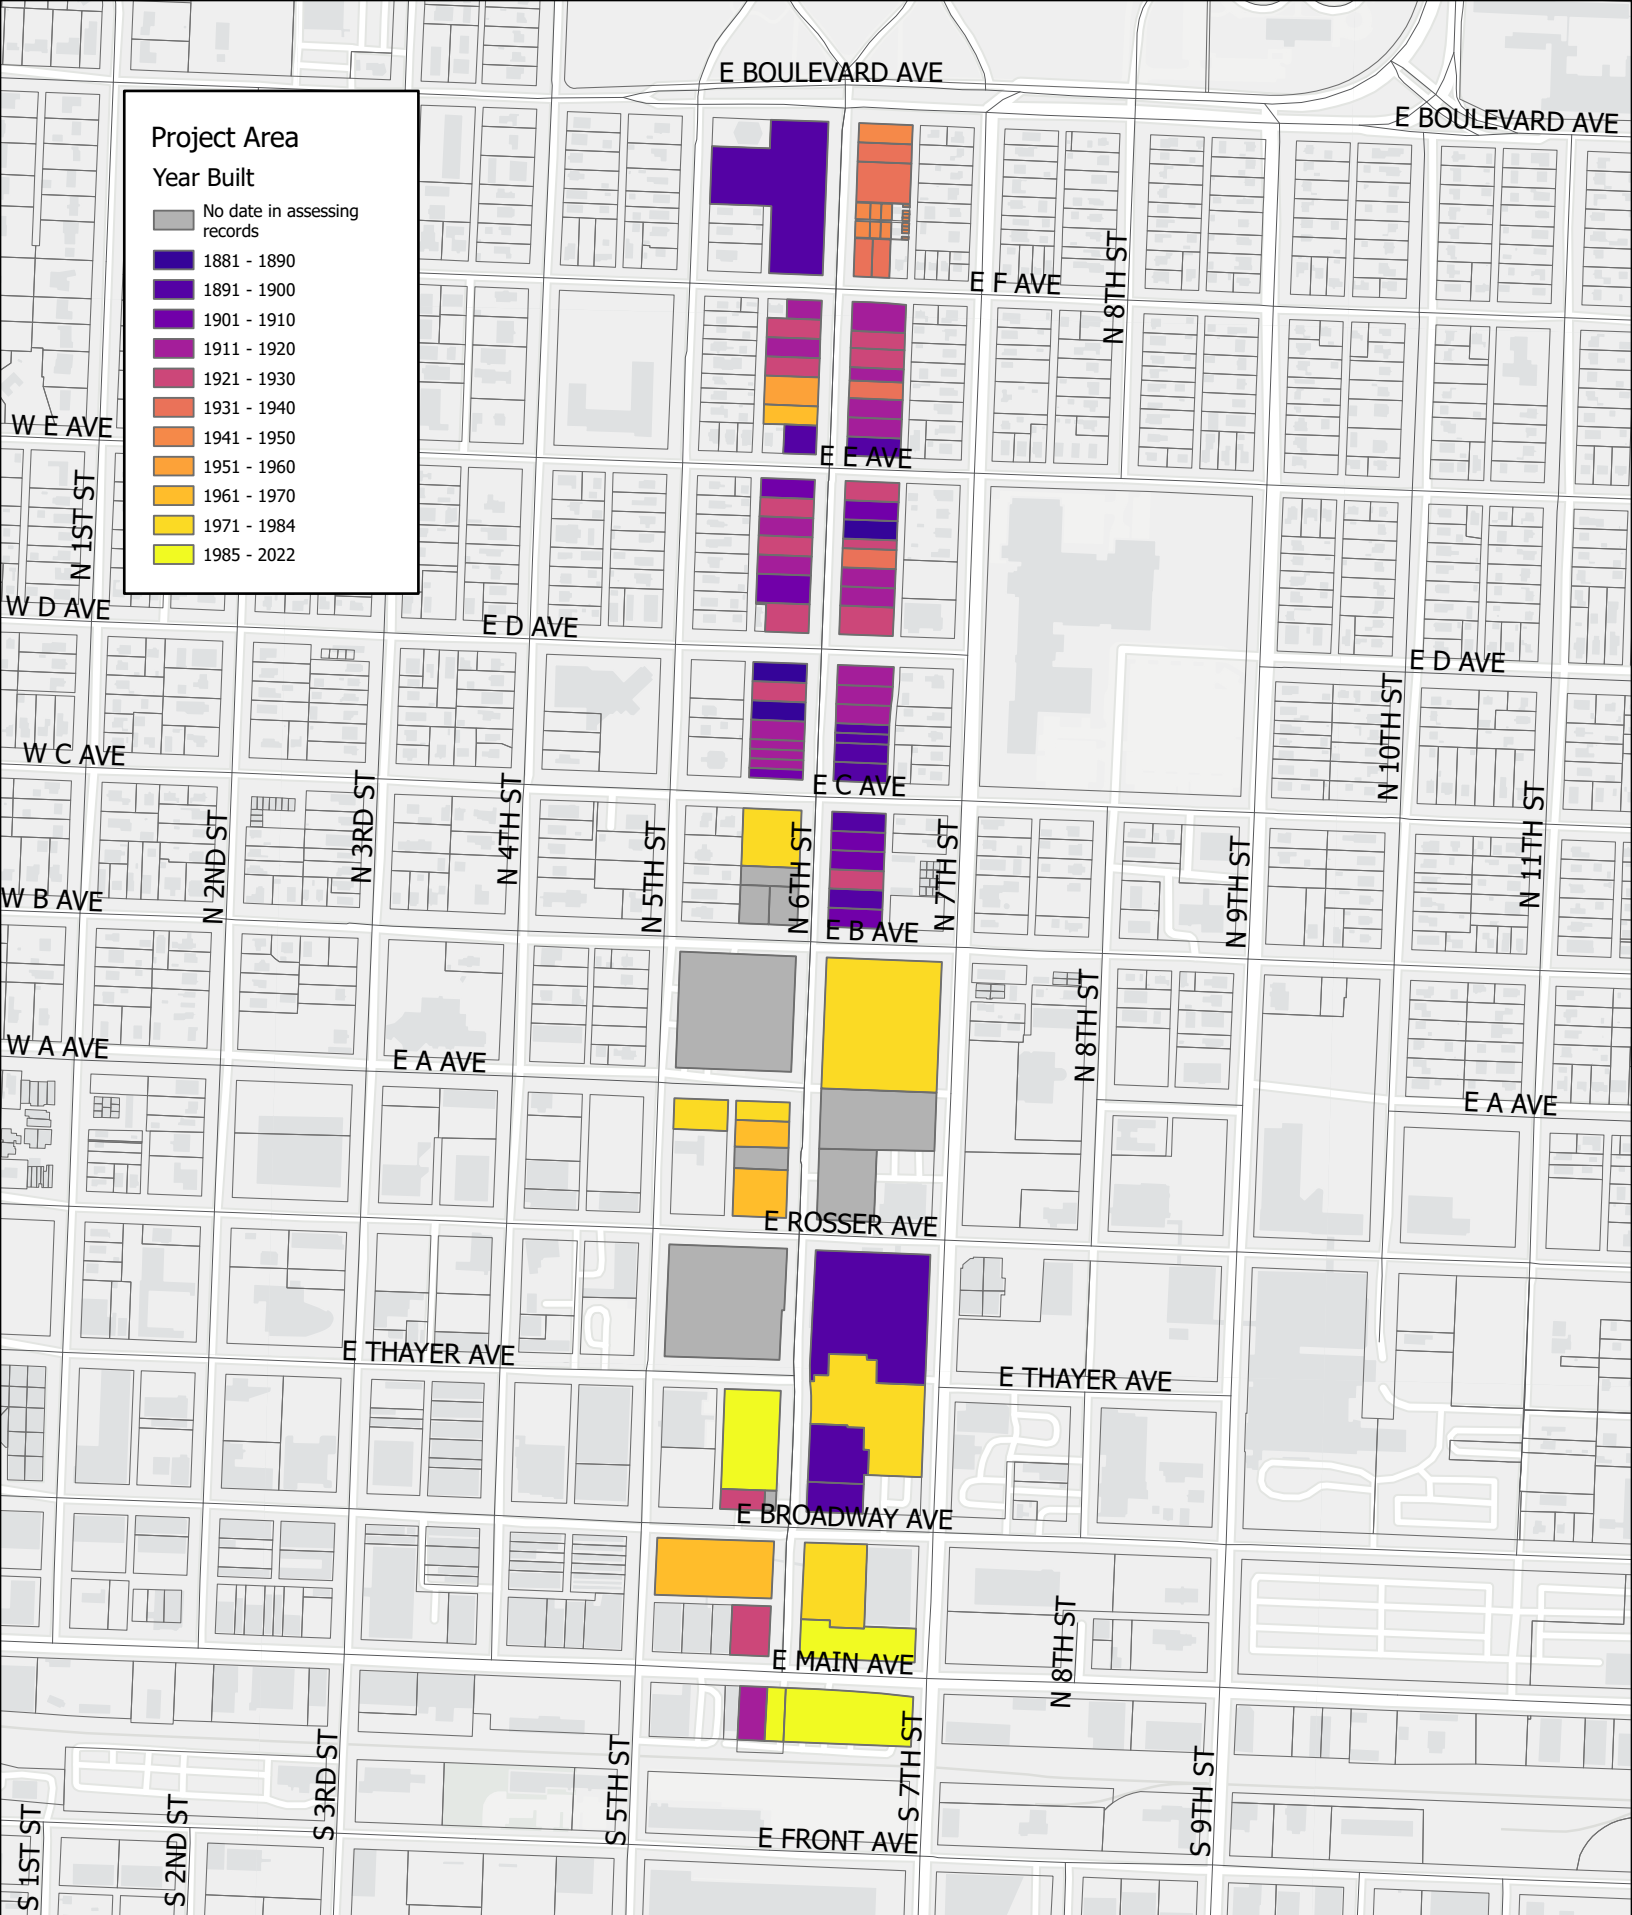 E BOULEVARD AVE
E BOULEVARD AVE
Project Area
Year Built
No date in assessing
records
1881 - 1890
1891 - 1900
1901 - 1910
1911 - 1920
1921 - 1930
1931 - 1940
1941 - 1950
1951 - 1960
1961 - 1970
1971 - 1984
1985 - 2022
N 8TH ST
E F AVE
W E AVE
E E AVE
N 1ST ST
W D AVE
E D AVE
E D AVE
N 10TH ST
W C AVE
E C AVE
N 2ND ST
N 3RD ST
N 4TH ST
N 5TH ST
N 6TH ST
N 7TH ST
N 9TH ST
N 11TH ST
W B AVE
E B AVE
N 8TH ST
W A AVE
E A AVE
E A AVE
E ROSSER AVE
E THAYER AVE
E THAYER AVE
E BROADWAY AVE
N 8TH ST
E MAIN AVE
S 3RD ST
S 5TH ST
S 7TH ST
S 9TH ST
S 1ST ST
S 2ND ST
E FRONT AVE